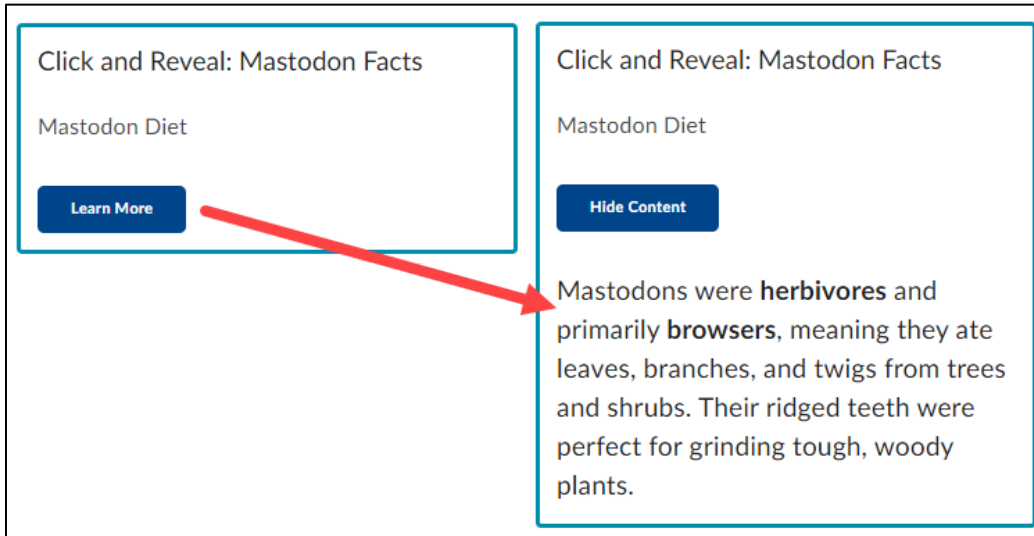 Click and Reveal: Mastodon Facts
Mastodon Diet
Learn More
Click and Reveal: Mastodon Facts
Mastodon Diet
Hide Content
Mastodons were herbivores and
primarily browsers, meaning they ate
leaves, branches, and twigs from trees
and shrubs. Their ridged teeth were
perfect for grinding tough, woody
plants.